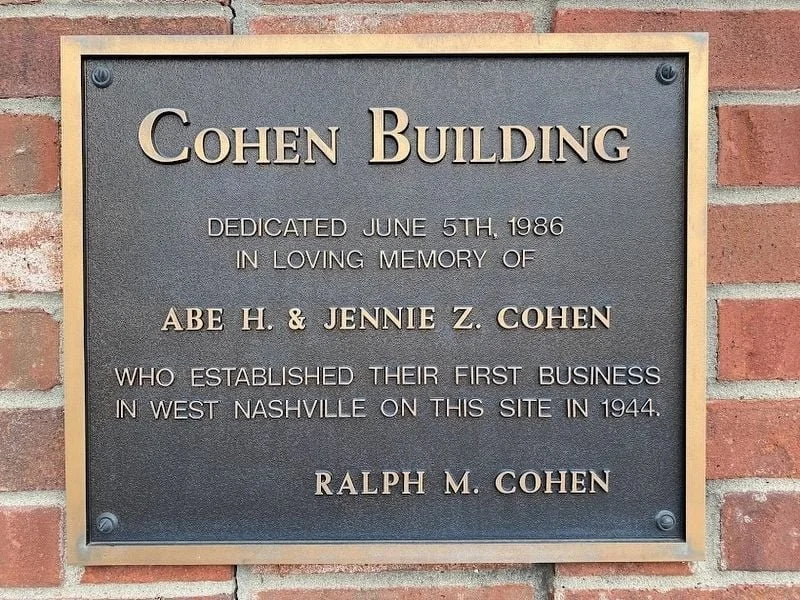 COHEN BUILDING
DEDICATED JUNE 5TH, 1986
IN LOVING MEMORY OF
ABE H. & JENNIE Z. COHEN
WHO ESTABLISHED THEIR FIRST BUSINESS
IN WEST NASHVILLE ON THIS SITE IN 1944.
RALPH M. COHEN